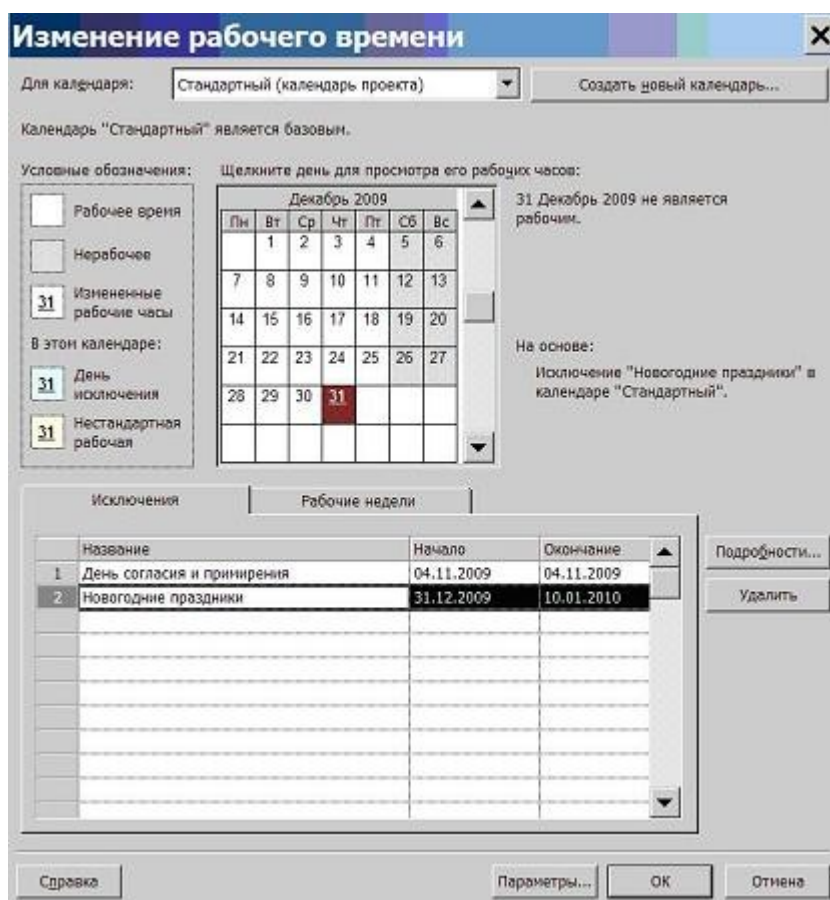 Изменение рабочего времени
Для календаря: Стандартный (календарь проекта) Создать новый календарь...
Календарь "Стандартный" является базовым.
Условные обозначения:
Рабочее время
Нерабочее
31 Измененные рабочие часы
В этом календаре:
31 День исключения
31 Нестандартная рабочая
Щелкните день для просмотра его рабочих часов:
Декабрь 2009
Пн Вт Ср Чт Пт Сб Вс
1 2 3 4 5 6
7 8 9 10 11 12 13
14 15 16 17 18 19 20
21 22 23 24 25 26 27
28 29 30 31
31 Декабрь 2009 не является
рабочим.
На основе:
Исключение "Новогодние праздники" в
календаре "Стандартный".
Исключения Рабочие недели
Название Начало Окончание
1 День согласия и примирения 04.11.2009 04.11.2009
2 Новогодние праздники 31.12.2009 10.01.2010
Подробности...
Удалить
Справка Параметры... ОК Отмена